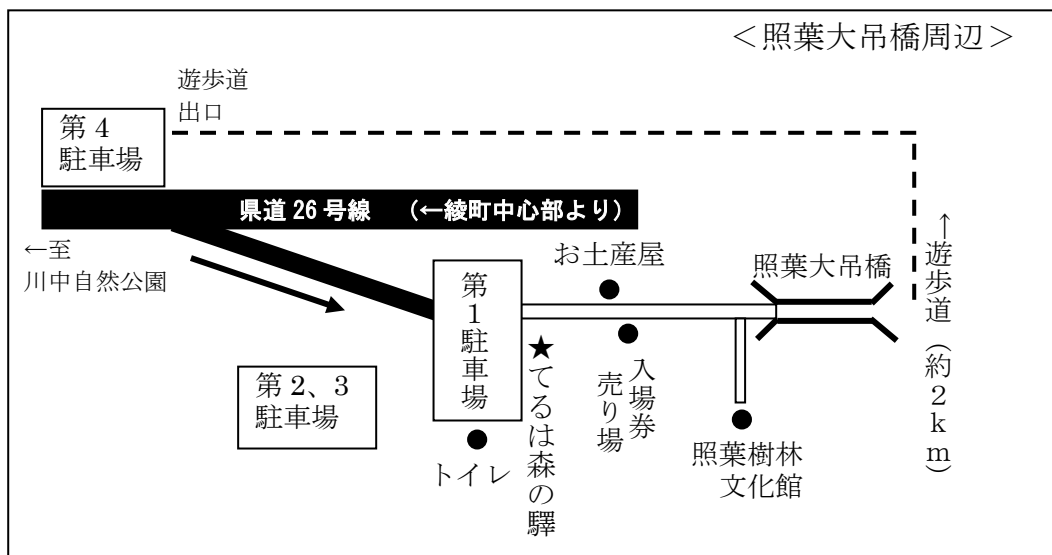 ＜照葉大吊橋周辺＞
遊歩道
出口
第４
駐車場
県道26号線　（←綾町中心部より）
←至
川中自然公園
お土産屋
照葉大吊橋
←遊歩道（約２ｋｍ）
第１駐車場
★てるは森の驛
入場券
売り場
第２、３
駐車場
トイレ
照葉樹林
文化館